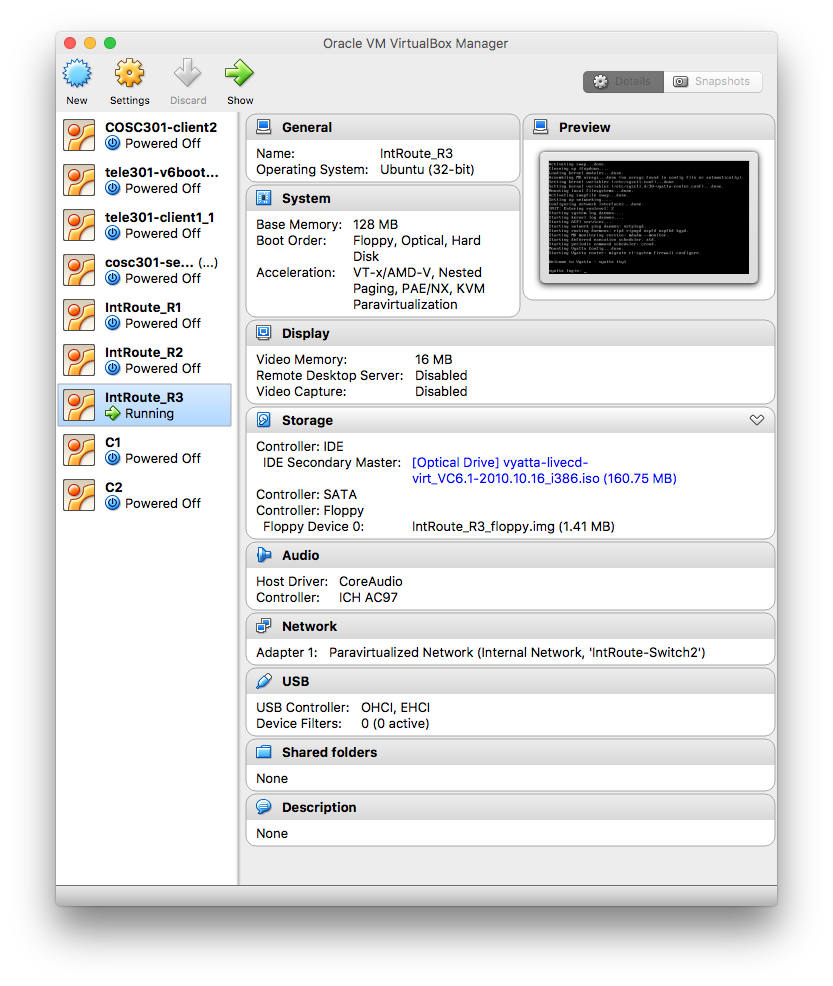 Oracle VM VirtualBox Manager
New
Settings
Discard
Show
Details
Snapshots
COSC301-client2
Powered Off
tele301-v6boot...
Powered Off
tele301-client1_1
Powered Off
cosc301-se... (...)
Powered Off
IntRoute_R1
Powered Off
IntRoute_R2
Powered Off
IntRoute_R3
Running
C1
Powered Off
C2
Powered Off
General
Name: IntRoute_R3
Operating System: Ubuntu (32-bit)
System
Base Memory: 128 MB
Boot Order: Floppy, Optical, Hard
Disk
Acceleration: VT-x/AMD-V, Nested
Paging, PAE/NX, KVM
Paravirtualization
Preview
Display
Video Memory: 16 MB
Remote Desktop Server: Disabled
Video Capture: Disabled
Storage
Controller: IDE
IDE Secondary Master: [Optical Drive] vyatta-livecd-
virt_VC6.1-2010.10.16_i386.iso (160.75 MB)
Controller: SATA
Controller: Floppy
Floppy Device 0: IntRoute_R3_floppy.img (1.41 MB)
Audio
Host Driver: CoreAudio
Controller: ICH AC97
Network
Adapter 1: Paravirtualized Network (Internal Network, 'IntRoute-Switch2')
USB
USB Controller: OHCI, EHCI
Device Filters: 0 (0 active)
Shared folders
None
Description
None